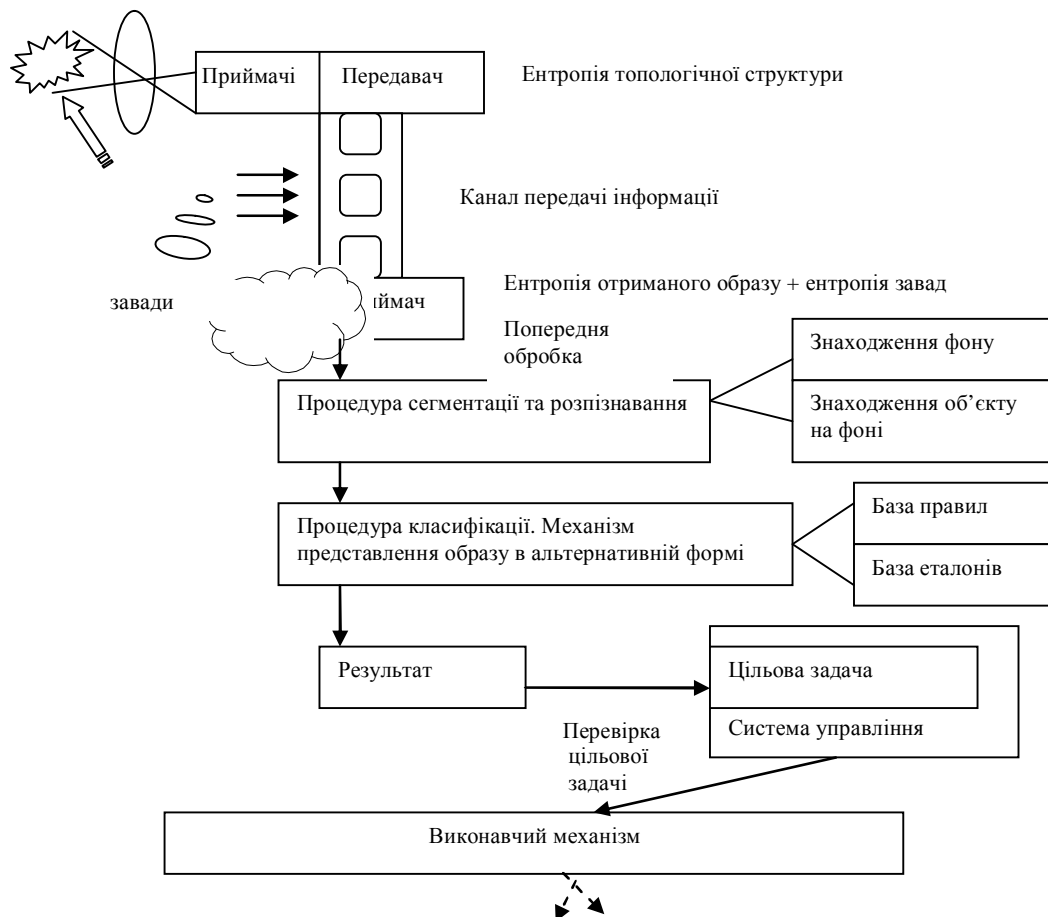 Приймачі
Передавач
Ентропія топологічної структури
Канал передачі інформації
завади
Ентропія отриманого образу + ентропія завад
Попередня
обробка
Знаходження фону
Процедура сегментації та розпізнавання
Знаходження об’єкту
на фоні
Процедура класифікації. Механізм
представлення образу в альтернативній формі
База правил
База еталонів
Результат
Цільова задача
Система управління
Перевірка
цільової
задачі
Виконавчий механізм